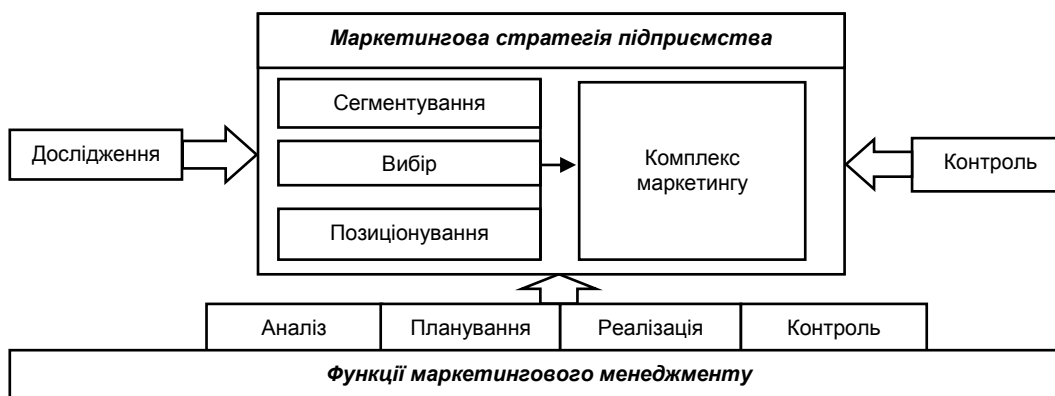 Маркетингова стратегія підприємства
Сегментування
Дослідження
Вибір
Комплекс
маркетингу
Контроль
Позиціонування
Аналіз
Планування
Реалізація
Контроль
Функції маркетингового менеджменту